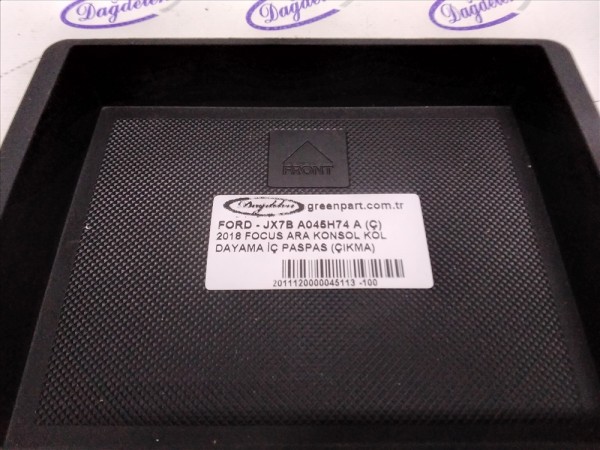 Dağdelen
Dağdelen
FRONT
Dağdelen greenpart.com.tr
FORD - JX7B A045H74 A (Ç)
2018 FOCUS ARA KONSOL KOL
DAYAMA İÇ PASPAS (ÇIKMA)
2011120000045113 -100